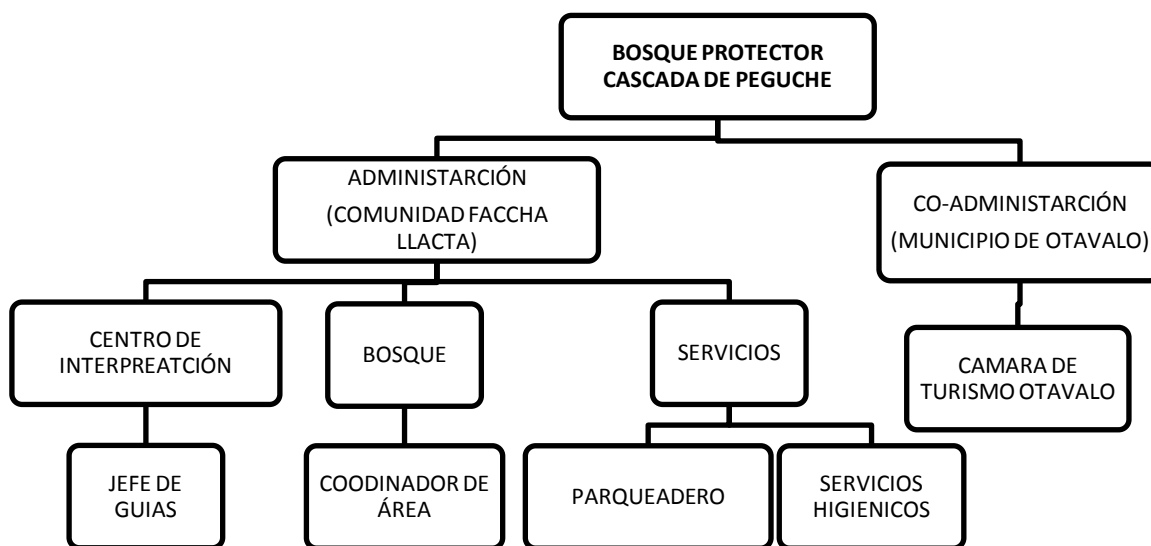 BOSQUE PROTECTOR
CASCADA DE PEGUCHE
ADMINISTARCIÓN
(COMUNIDAD FACCHA
LLACTA)
CO-ADMINISTARCIÓN
(MUNICIPIO DE OTAVALO)
CENTRO DE
INTERPREATCIÓN
BOSQUE
SERVICIOS
CAMARA DE
TURISMO OTAVALO
JEFE DE
GUIAS
COODINADOR DE
ÁREA
PARQUEADERO
SERVICIOS
HIGIENICOS